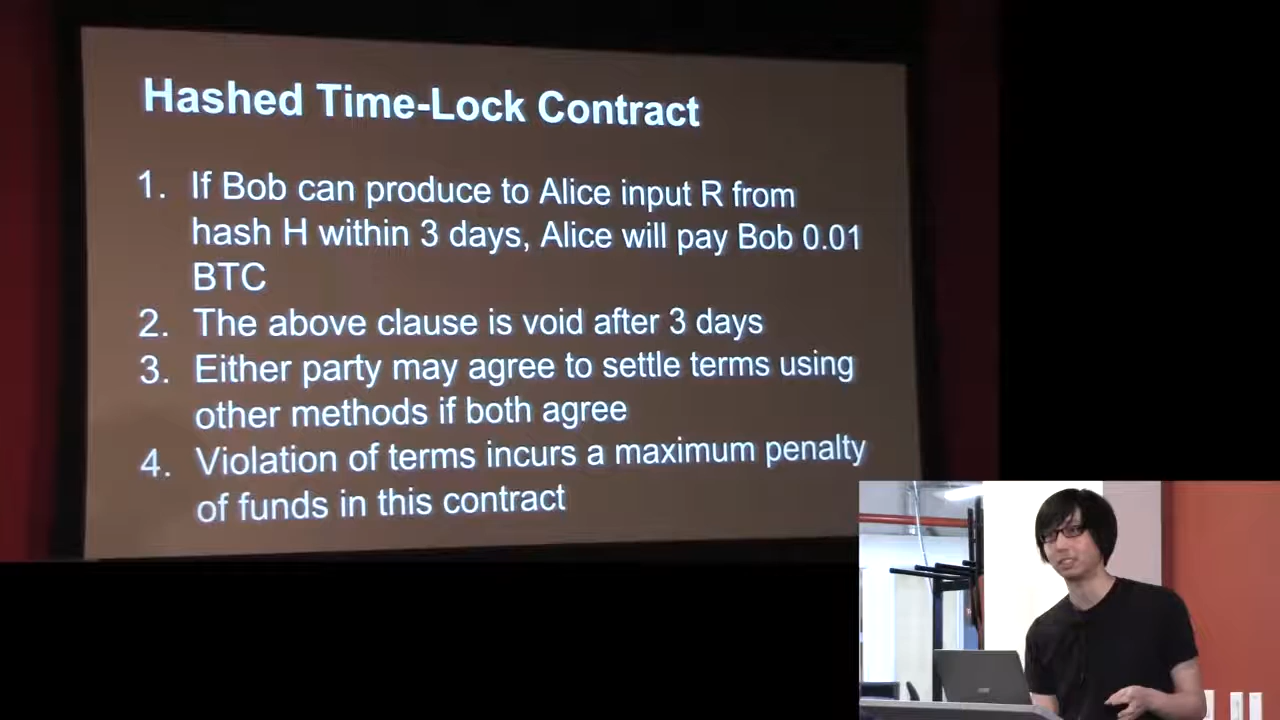 Hashed Time-Lock Contract
1. If Bob can produce to Alice input R from
hash H within 3 days, Alice will pay Bob 0.01
BTC
2. The above clause is void after 3 days
3. Either party may agree to settle terms using
other methods if both agree
4. Violation of terms incurs a maximum penalty
of funds in this contract